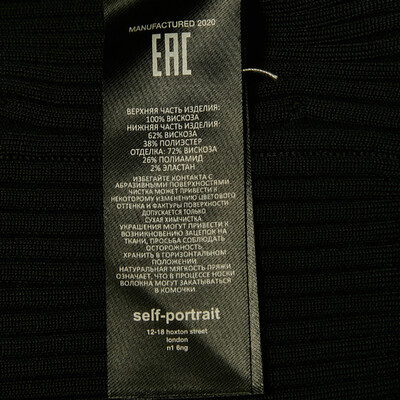 MANUFACTURED 2020
EAC
ВЕРХНЯЯ ЧАСТЬ ИЗДЕЛИЯ:
100% ВИСКОЗА
НИЖНЯЯ ЧАСТЬ ИЗДЕЛИЯ:
62% ВИСКОЗА
38% ПОЛИЭСТЕР
ОТДЕЛКА: 72% ВИСКОЗА
26% ПОЛИАМИД
2% ЭЛАСТАН
ИЗБЕГАЙТЕ КОНТАКТА С
АБРАЗИВНЫМИ ПОВЕРХНОСТЯМИ
ЧИСТКА МОЖЕТ ПРИВЕСТИ К
НЕКОТОРОМУ ИЗМЕНЕНИЮ ЦВЕТОВОГО
ОТТЕНКА И ФАКТУРЫ ПОВЕРХНОСТИ
ДОПУСКАЕТСЯ ТОЛЬКО
СУХАЯ ХИМЧИСТКА.
УКРАШЕНИЯ МОГУТ ПРИВЕСТИ К
ВОЗНИКНОВЕНИЮ ЗАЦЕПОК НА
ТКАНИ, ПРОСЬБА СОБЛЮДАТЬ
ОСТОРОЖНОСТЬ.
ХРАНИТЬ В ГОРИЗОНТАЛЬНОМ
ПОЛОЖЕНИИ
НАТУРАЛЬНАЯ МЯГКОСТЬ ПРЯЖИ
ОЗНАЧАЕТ, ЧТО В ПРОЦЕССЕ НОСКИ
ВОЛОКНА МОГУТ ЗАКАТЫВАТЬСЯ
В КОМОЧКИ
self-portrait
12-18 hoxton street
london
n1 6ng